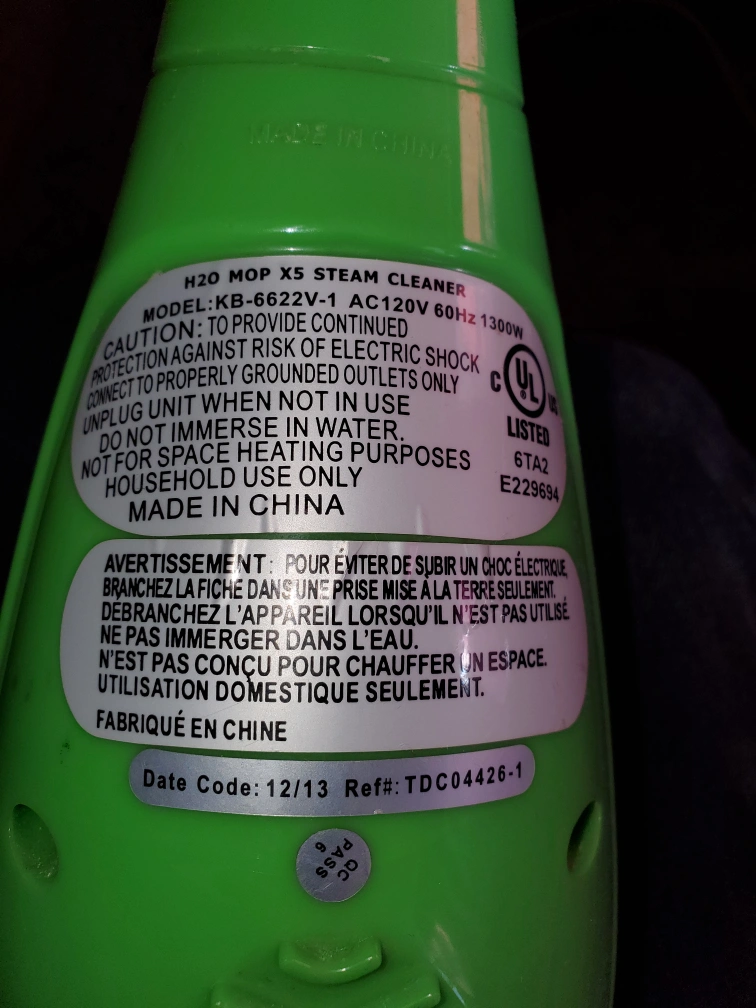 MADE IN CHINA
H2O MOP X5 STEAM CLEANER
MODEL:KB-6622V-1 AC120V 60Hz 1300W
CAUTION: TO PROVIDE CONTINUED
PROTECTION AGAINST RISK OF ELECTRIC SHOCK
CONNECT TO PROPERLY GROUNDED OUTLETS ONLY
UNPLUG UNIT WHEN NOT IN USE
DO NOT IMMERSE IN WATER.
NOT FOR SPACE HEATING PURPOSES
HOUSEHOLD USE ONLY
MADE IN CHINA
C UL US
®
LISTED
6TA2
E229694
AVERTISSEMENT: POUR ÉVITER DE SUBIR UN CHOC ÉLECTRIQUE,
BRANCHEZ LA FICHE DANS UNE PRISE MISE À LA TERRE SEULEMENT.
DÉBRANCHEZ L'APPAREIL LORSQU'IL N'EST PAS UTILISÉ.
NE PAS IMMERGER DANS L'EAU.
N'EST PAS CONÇU POUR CHAUFFER UN ESPACE.
UTILISATION DOMESTIQUE SEULEMENT.
FABRIQUÉ EN CHINE
Date Code: 12/13 Ref#: TDC04426-1
QC
PASS
6